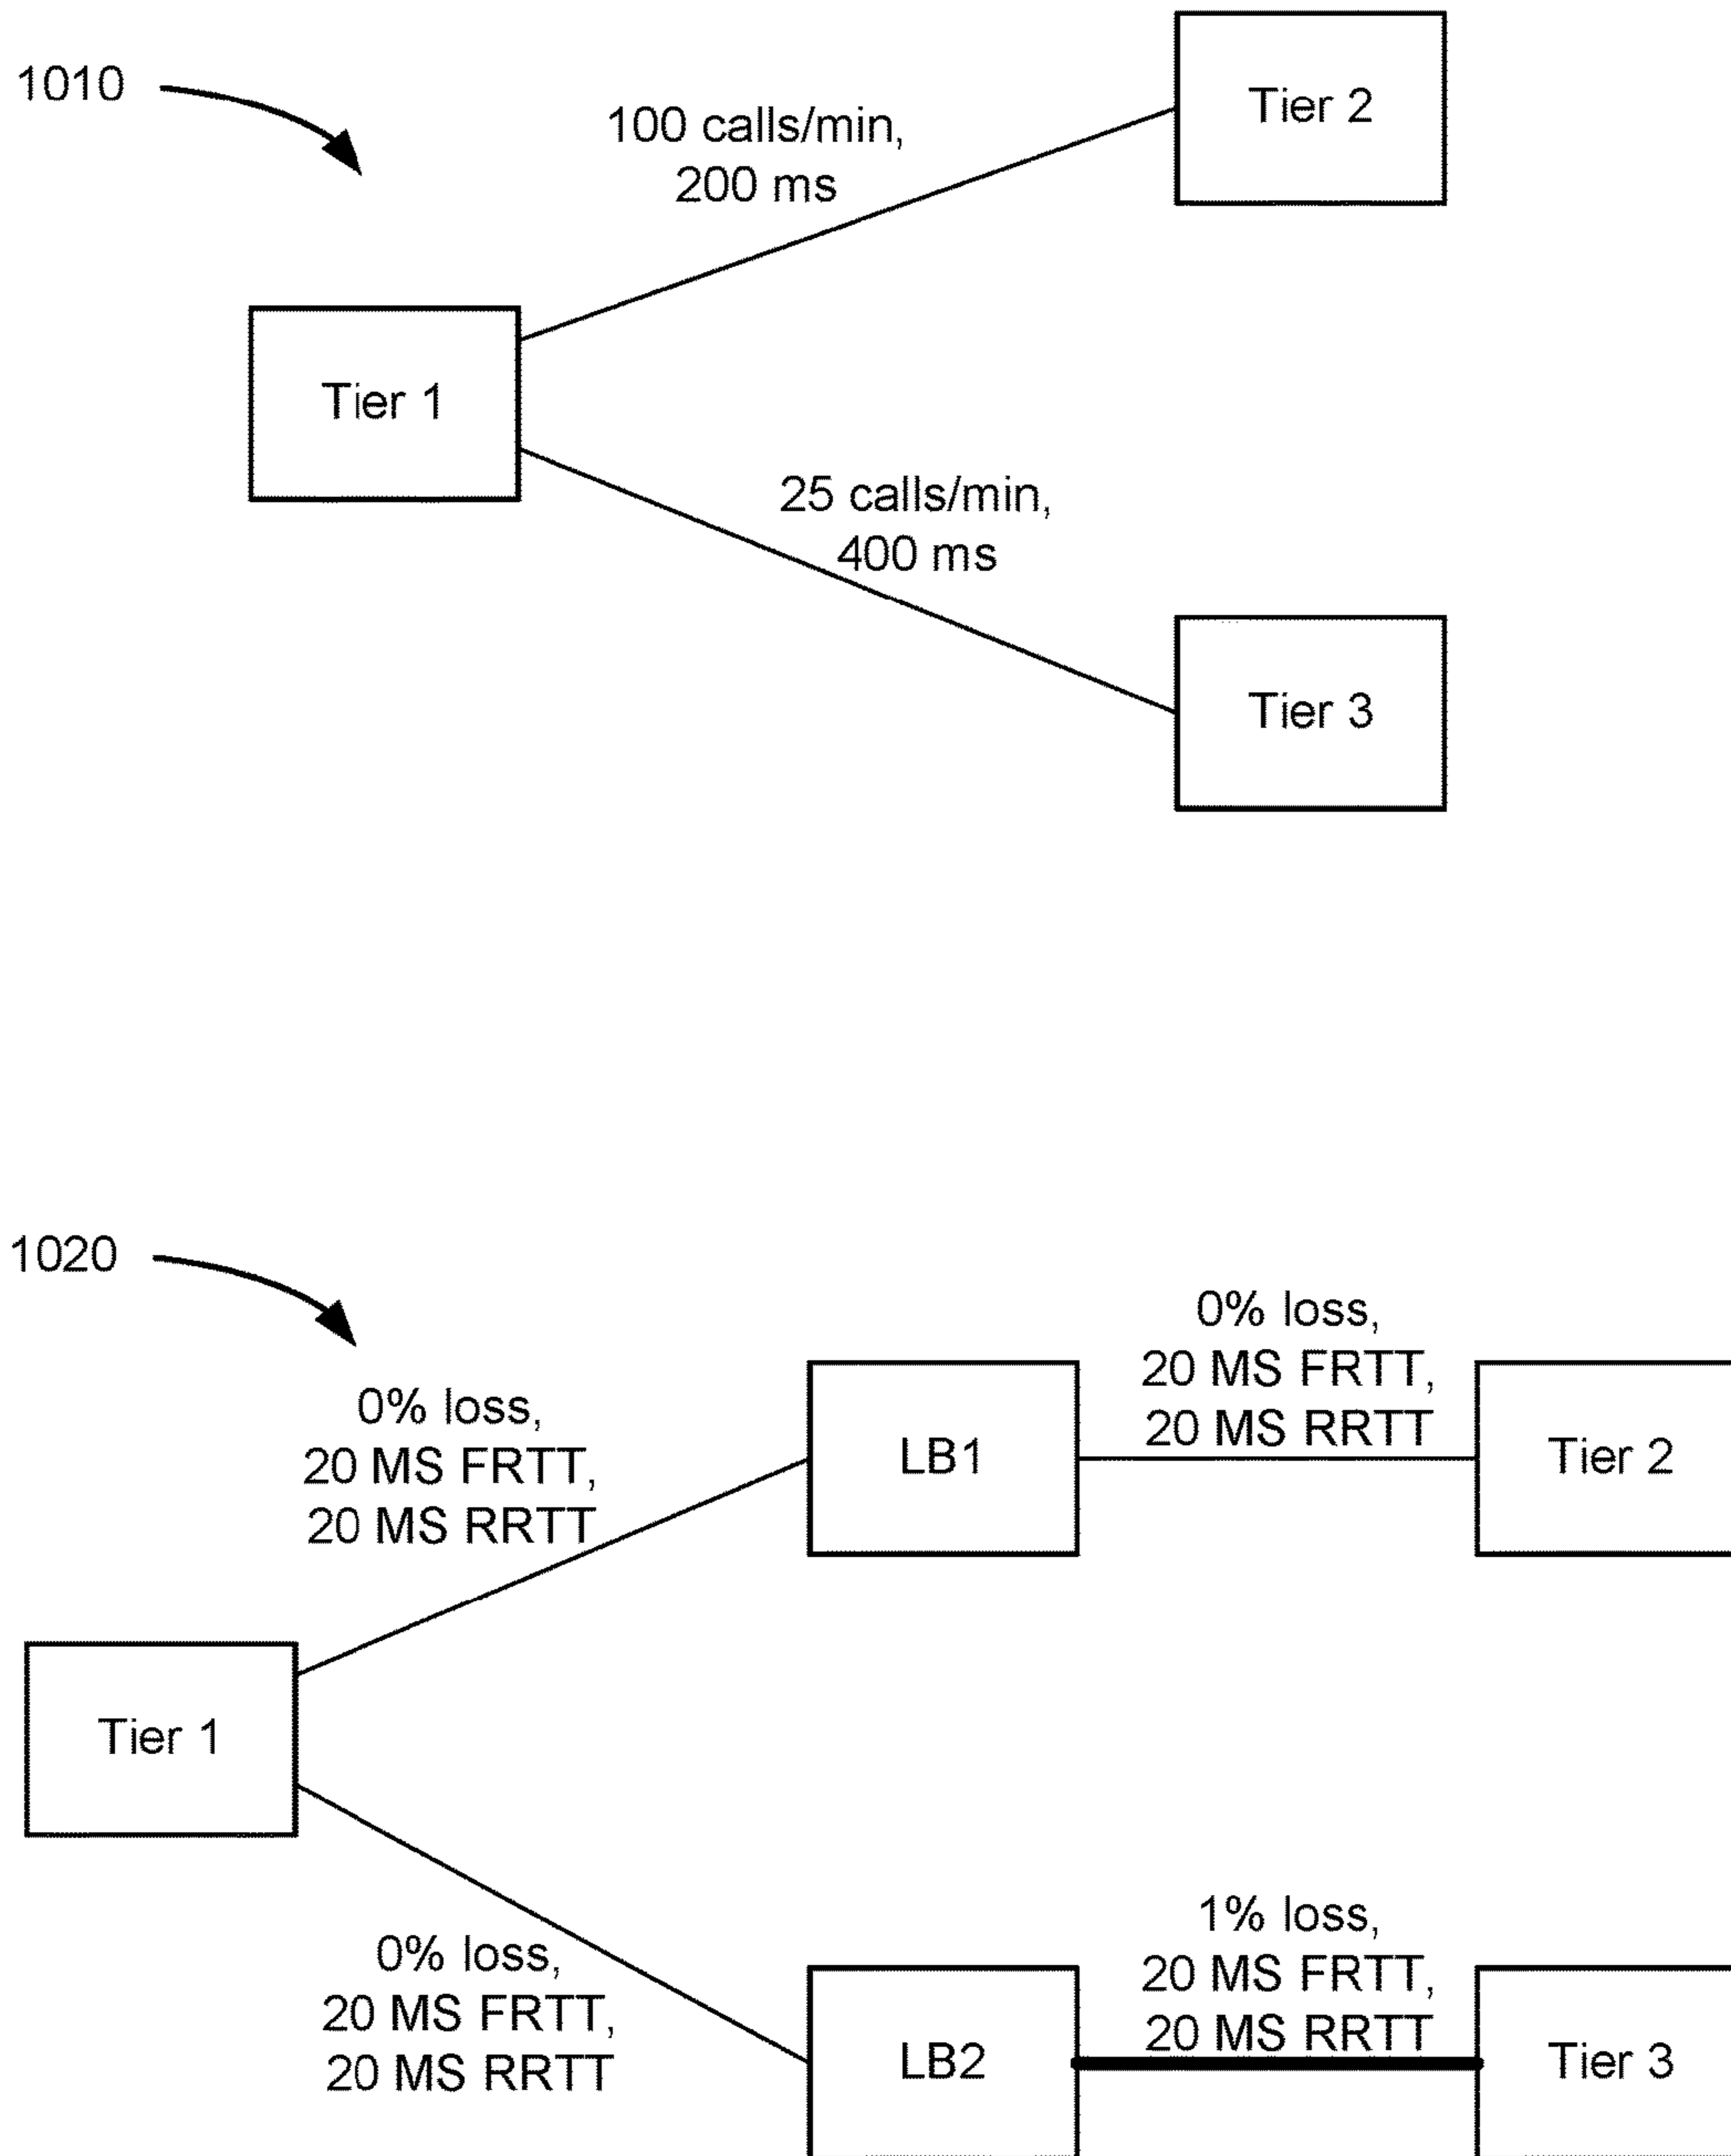 1010
100 calls/min,
200 ms
Tier 2
Tier 1
25 calls/min,
400 ms
Tier 3
1020
0% loss,
20 MS FRTT,
20 MS RRTT
LB1
0% loss,
20 MS FRTT,
20 MS RRTT
Tier 2
Tier 1
0% loss,
20 MS FRTT,
20 MS RRTT
LB2
1% loss,
20 MS FRTT,
20 MS RRTT
Tier 3